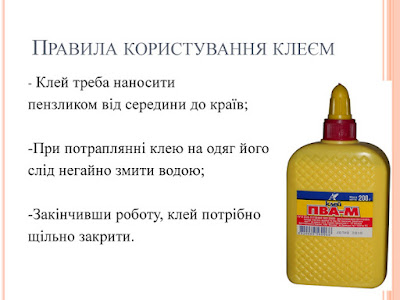 Правила користування клеєм
- Клей треба наносити
пензликом від середини до країв;
-При потраплянні клею на одяг його
слід негайно змити водою;
-Закінчивши роботу, клей потрібно
щільно закрити.
200г
КЛЕЙ
ПВА-М